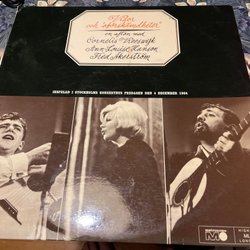 Visor
och "oförskämdheter"
en afton med
Cornelis Vreeswijk
Ann-Louise Hanson
Fred Åkerström
INSPELAD I STOCKHOLMS KONSERTHUS FREDAGEN DEN 4 DECEMBER 1964